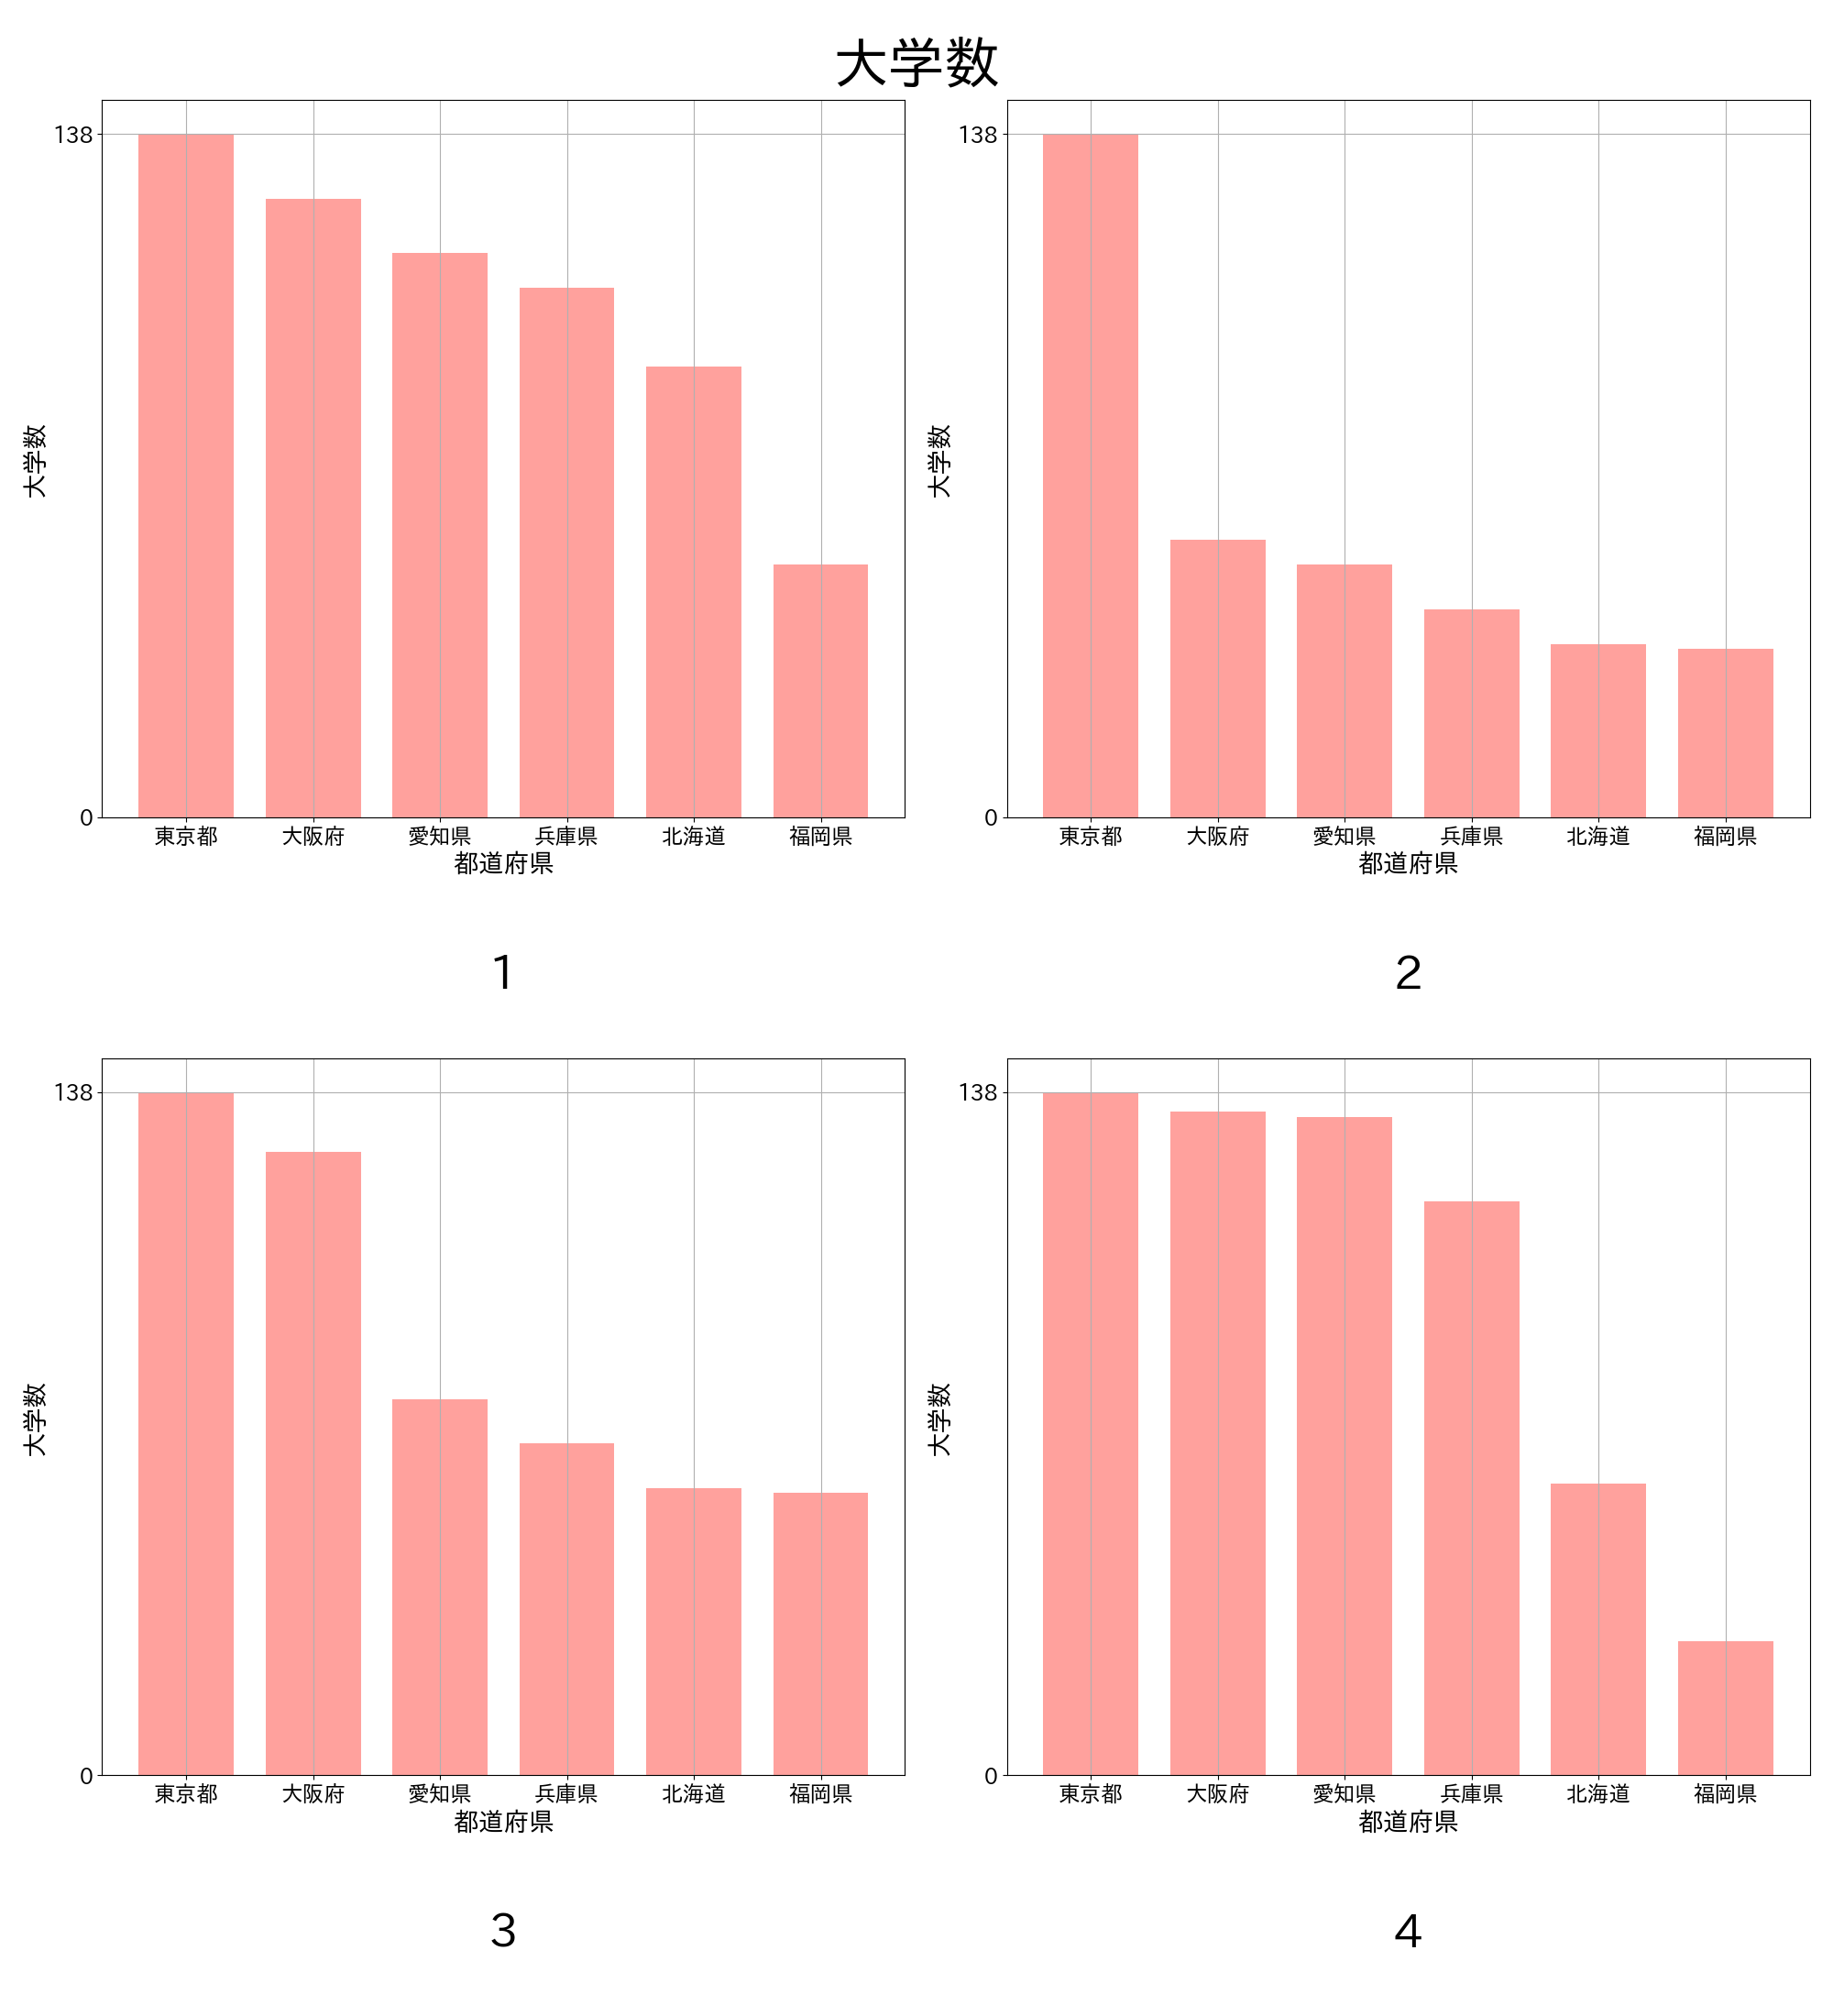 大学数
138
0
大学数
東京都 大阪府 愛知県 兵庫県 北海道 福岡県
都道府県
1
138
0
大学数
東京都 大阪府 愛知県 兵庫県 北海道 福岡県
都道府県
2
138
0
大学数
東京都 大阪府 愛知県 兵庫県 北海道 福岡県
都道府県
3
138
0
大学数
東京都 大阪府 愛知県 兵庫県 北海道 福岡県
都道府県
4